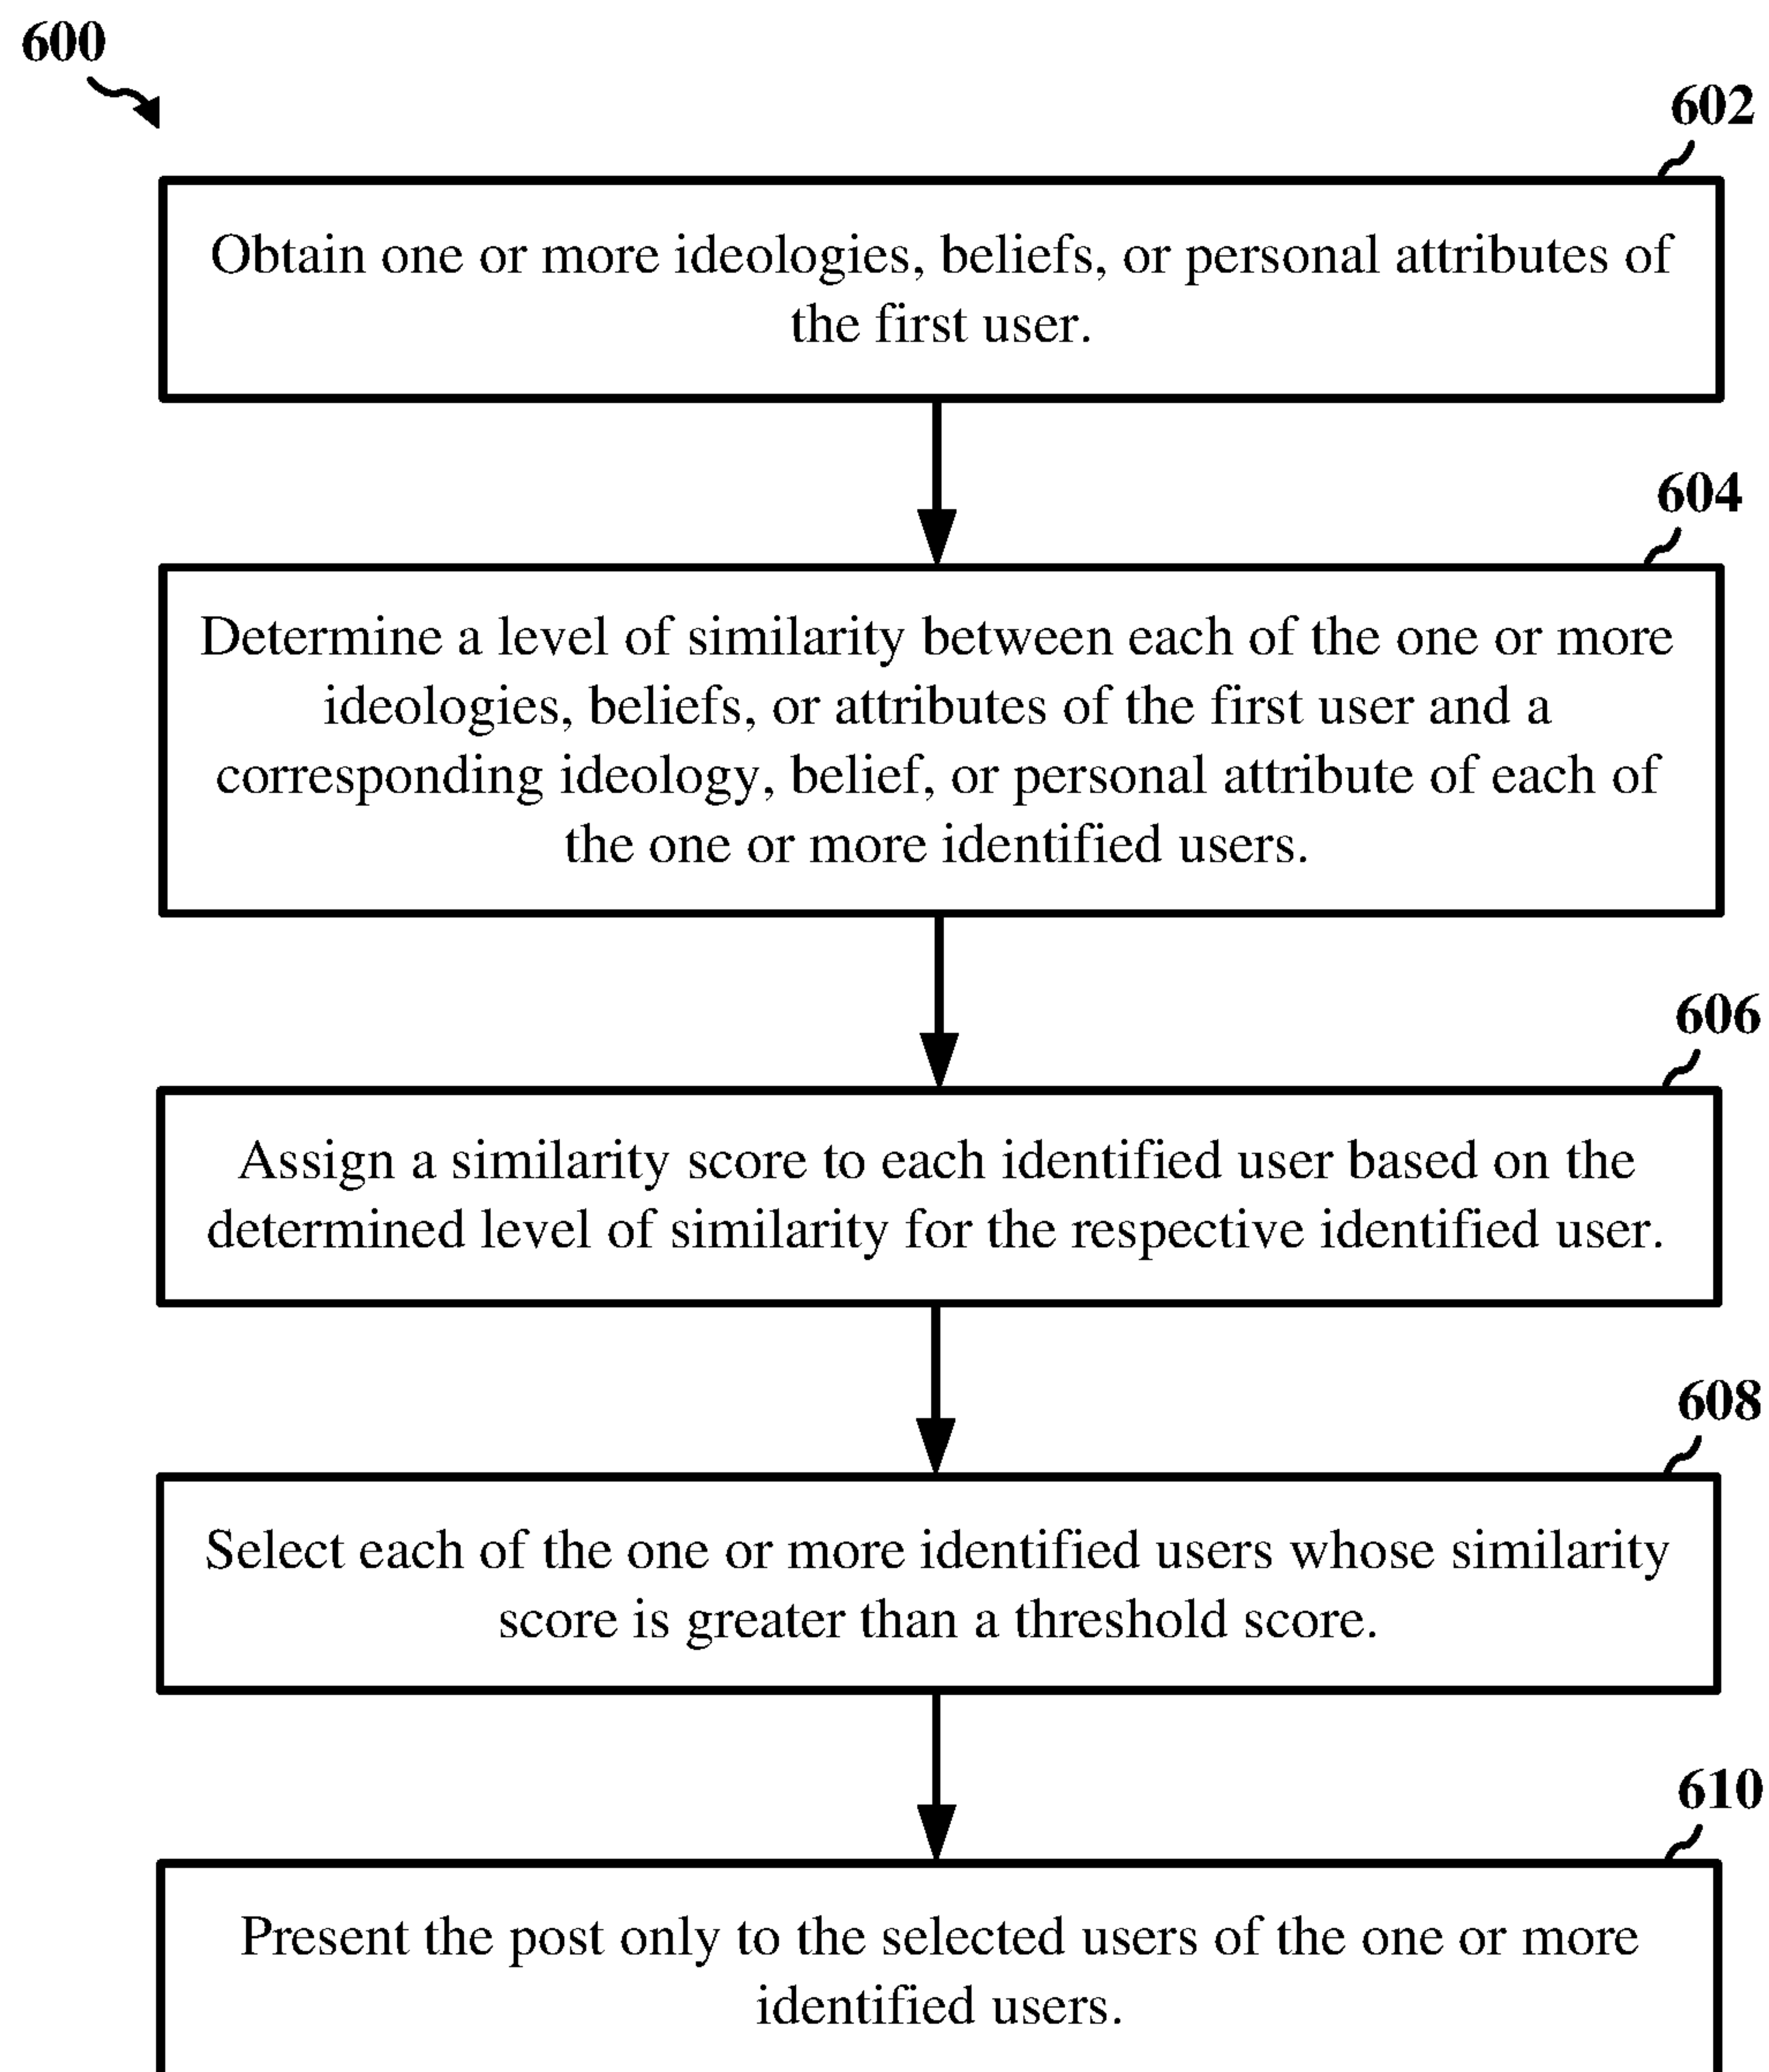 600
602
Obtain one or more ideologies, beliefs, or personal attributes of
the first user.
604
Determine a level of similarity between each of the one or more
ideologies, beliefs, or attributes of the first user and a
corresponding ideology, belief, or personal attribute of each of
the one or more identified users.
606
Assign a similarity score to each identified user based on the
determined level of similarity for the respective identified user.
608
Select each of the one or more identified users whose similarity
score is greater than a threshold score.
610
Present the post only to the selected users of the one or more
identified users.